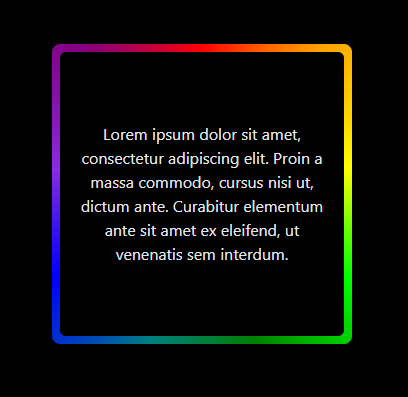 Lorem ipsum dolor sit amet,
consectetur adipiscing elit. Proin a
massa commodo, cursus nisi ut,
dictum ante. Curabitur elementum
ante sit amet ex eleifend, ut
venenatis sem interdum.